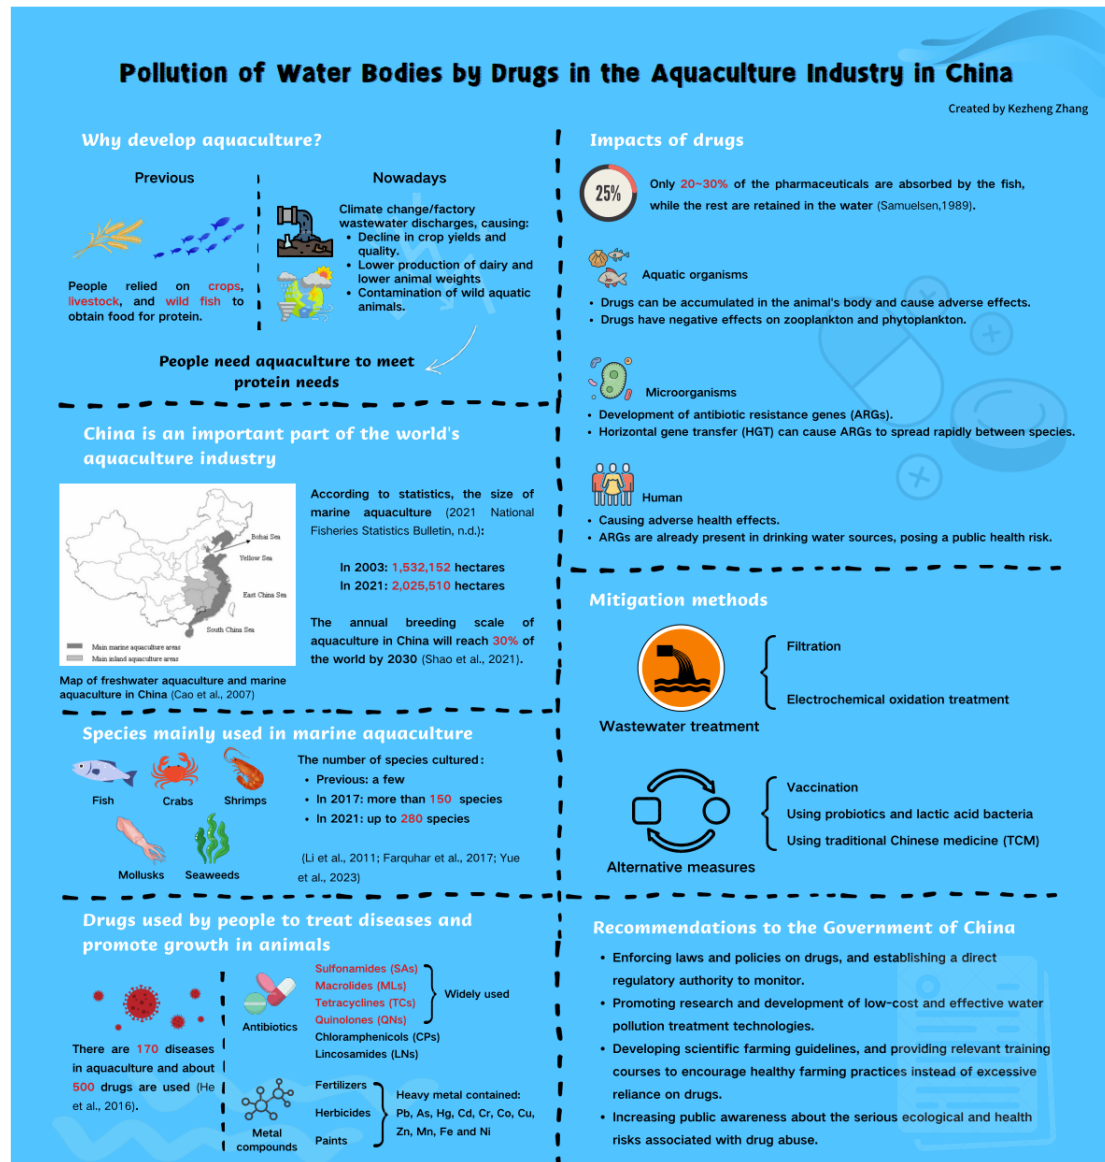 Pollution of Water Bodies by Drugs in the Aquaculture Industry in China
Created by Kezheng Zhang
Why develop aquaculture?
Previous
People relied on crops,
livestock, and wild fish to
obtain food for protein.
Nowadays
Climate change/factory
wastewater discharges, causing:
• Decline in crop yields and
quality.
• Lower production of dairy and
lower animal weights
• Contamination of wild aquatic
animals.
People need aquaculture to meet
protein needs
China is an important part of the world's
aquaculture industry
Bohai Sea
Yellow Sea
East China Sea
South China Sea
Main marine aquaculture areas
Main inland aquaculture areas
Map of freshwater aquaculture and marine
aquaculture in China (Cao et al., 2007)
According to statistics, the size of
marine aquaculture (2021 National
Fisheries Statistics Bulletin, n.d.):
In 2003: 1,532,152 hectares
In 2021: 2,025,510 hectares
The annual breeding scale of
aquaculture in China will reach 30% of
the world by 2030 (Shao et al., 2021).
Species mainly used in marine aquaculture
Fish
Crabs
Shrimps
Mollusks
Seaweeds
The number of species cultured:
• Previous: a few
• In 2017: more than 150 species
• In 2021: up to 280 species
(Li et al., 2011; Farquhar et al., 2017; Yue
et al., 2023)
Drugs used by people to treat diseases and
promote growth in animals
There are 170 diseases
in aquaculture and about
500 drugs are used (He
et al., 2016).
Antibiotics
Sulfonamides (SAs)
Macrolides (MLs)
Tetracyclines (TCs)
Quinolones (QNs)
Chloramphenicols (CPs)
Lincosamides (LNs)
Widely used
Metal
compounds
Fertilizers
Herbicides
Paints
Heavy metal contained:
Pb, As, Hg, Cd, Cr, Co, Cu,
Zn, Mn, Fe and Ni
Impacts of drugs
25%
Only 20~30% of the pharmaceuticals are absorbed by the fish,
while the rest are retained in the water (Samuelsen,1989).
Aquatic organisms
• Drugs can be accumulated in the animal's body and cause adverse effects.
• Drugs have negative effects on zooplankton and phytoplankton.
Microorganisms
• Development of antibiotic resistance genes (ARGs).
• Horizontal gene transfer (HGT) can cause ARGs to spread rapidly between species.
Human
• Causing adverse health effects.
• ARGs are already present in drinking water sources, posing a public health risk.
Mitigation methods
Wastewater treatment
Filtration
Electrochemical oxidation treatment
Alternative measures
Vaccination
Using probiotics and lactic acid bacteria
Using traditional Chinese medicine (TCM)
Recommendations to the Government of China
• Enforcing laws and policies on drugs, and establishing a direct
regulatory authority to monitor.
• Promoting research and development of low-cost and effective water
pollution treatment technologies.
• Developing scientific farming guidelines, and providing relevant training
courses to encourage healthy farming practices instead of excessive
reliance on drugs.
• Increasing public awareness about the serious ecological and health
risks associated with drug abuse.